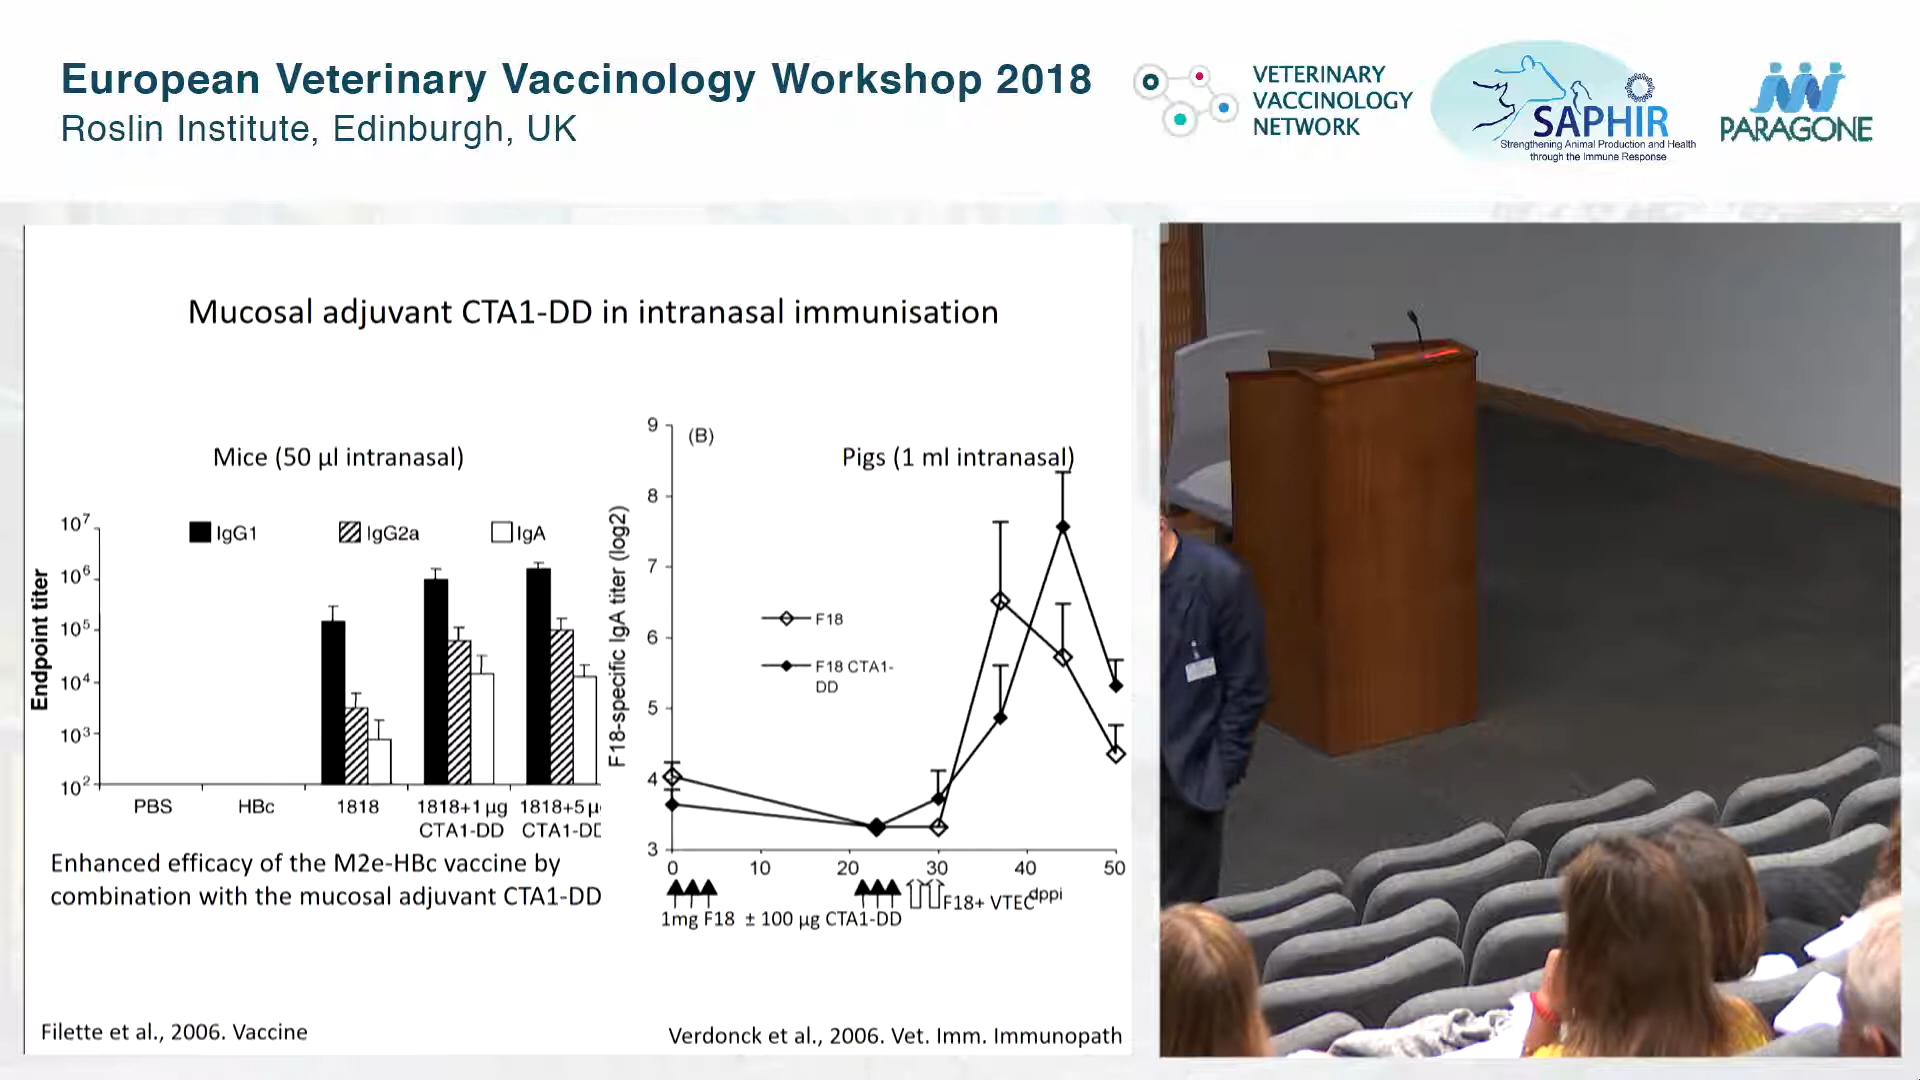 European Veterinary Vaccinology Workshop 2018
Roslin Institute, Edinburgh, UK
VETERINARY
VACCINOLOGY
NETWORK
SAPHIR
Strengthening Animal Production and Health
through the Immune Response
PARAGONE
Mucosal adjuvant CTA1-DD in intranasal immunisation
Mice (50 µl intranasal)
IgG1
IgG2a
IgA
Endpoint titer
10⁷
10⁶
10⁵
10⁴
10³
10²
PBS
HBc
1818
1818+1 µg
CTA1-DD
1818+5 µ
CTA1-DD
Enhanced efficacy of the M2e-HBc vaccine by
combination with the mucosal adjuvant CTA1-DD
Filette et al., 2006. Vaccine
(B)
Pigs (1 ml intranasal)
F18-specific IgA titer (log2)
9
8
7
6
5
4
3
F18
F18 CTA1-
DD
0
10
20
30
40
50
dppi
F18+ VTEC
1mg F18 ± 100 µg CTA1-DD
Verdonck et al., 2006. Vet. Imm. Immunopath